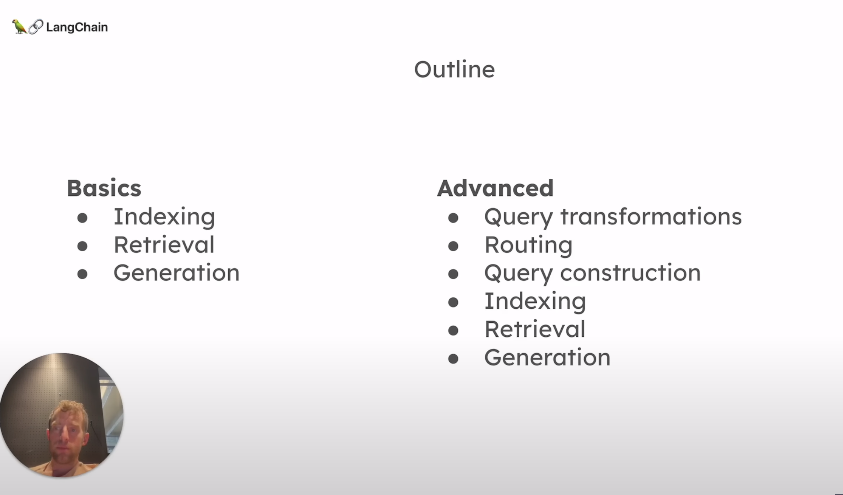 LangChain
Outline
Basics
● Indexing
● Retrieval
● Generation
Advanced
● Query transformations
● Routing
● Query construction
● Indexing
● Retrieval
● Generation